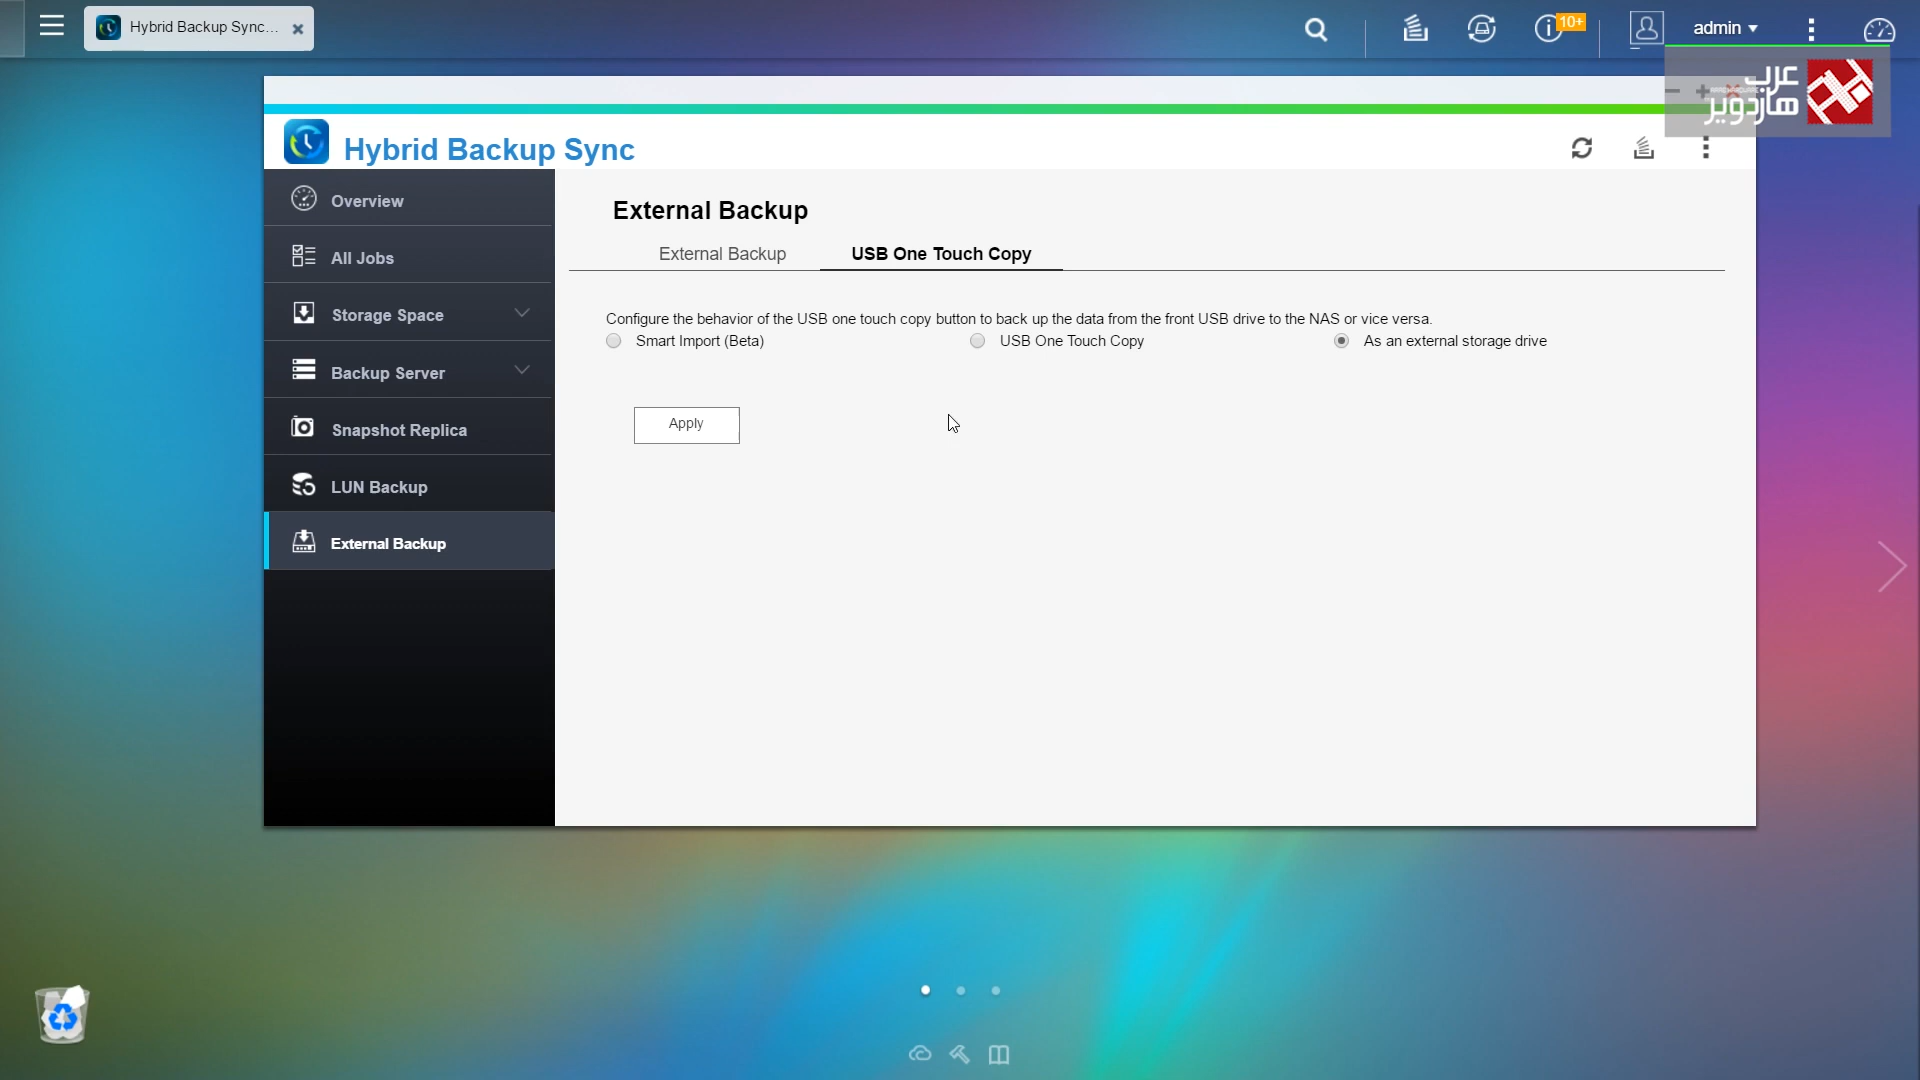 Hybrid Backup Sync...
10+
admin
عرب هاردوير
Hybrid Backup Sync
Overview
All Jobs
Storage Space
Backup Server
Snapshot Replica
LUN Backup
External Backup
External Backup
External Backup
USB One Touch Copy
Configure the behavior of the USB one touch copy button to back up the data from the front USB drive to the NAS or vice versa.
Smart Import (Beta)
USB One Touch Copy
As an external storage drive
Apply